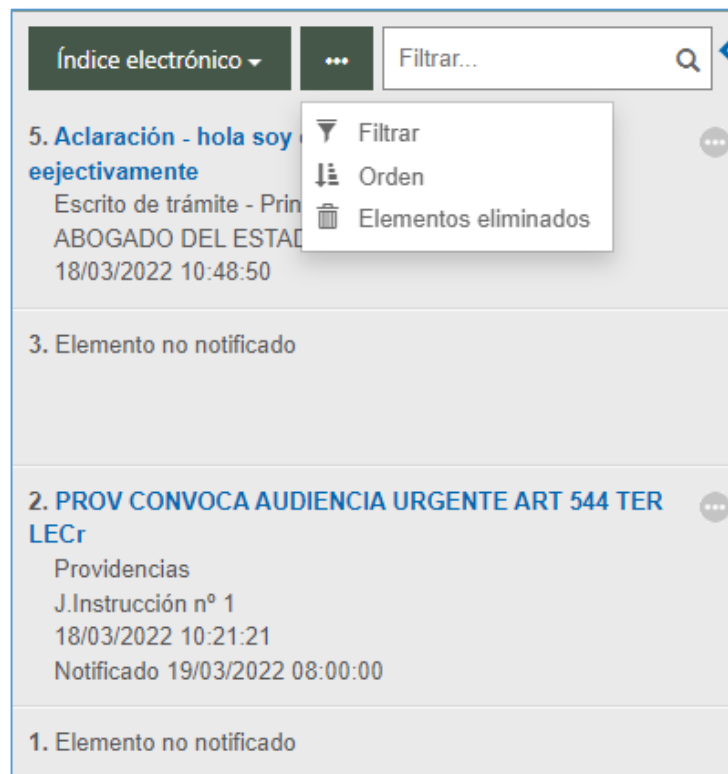 Índice electrónico
Filtrar...
5. Aclaración - hola soy
eejectivamente
Escrito de trámite - Prin
ABOGADO DEL ESTAD
18/03/2022 10:48:50
Filtrar
Orden
Elementos eliminados
3. Elemento no notificado
2. PROV CONVOCA AUDIENCIA URGENTE ART 544 TER
LECr
Providencias
J.Instrucción nº 1
18/03/2022 10:21:21
Notificado 19/03/2022 08:00:00
1. Elemento no notificado